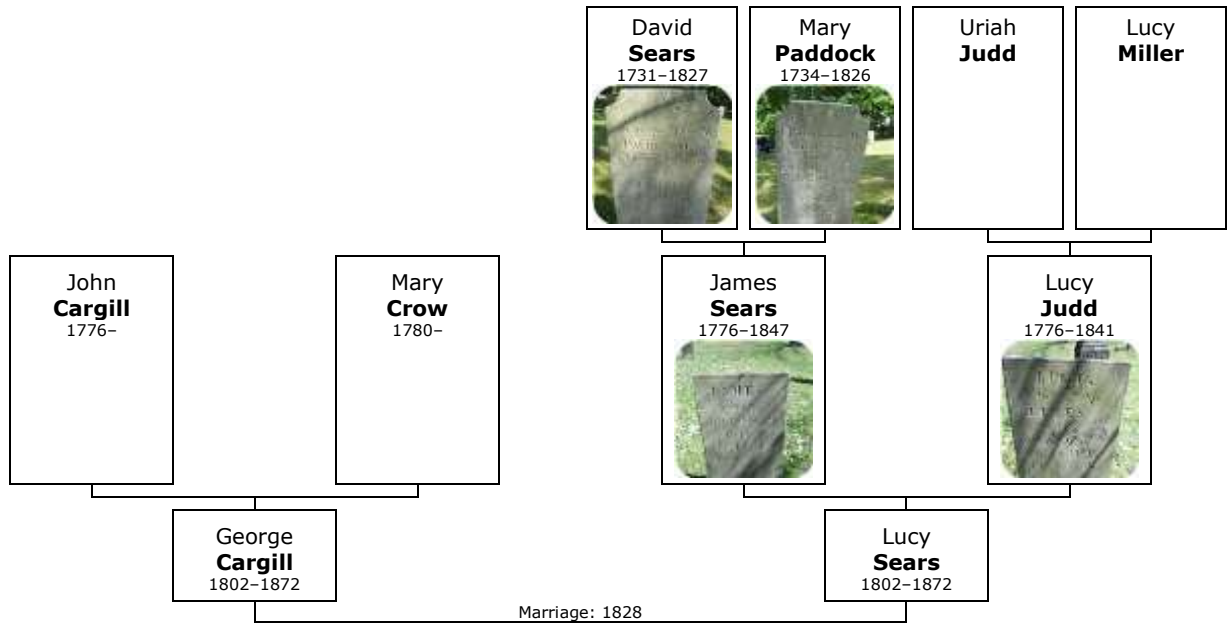 David
Sears
1731–1827
Mary
Paddock
1734–1826
Uriah
Judd
Lucy
Miller
John
Cargill
1776–
Mary
Crow
1780–
James
Sears
1776–1847
Lucy
Judd
1776–1841
George
Cargill
1802–1872
Lucy
Sears
1802–1872
Marriage: 1828